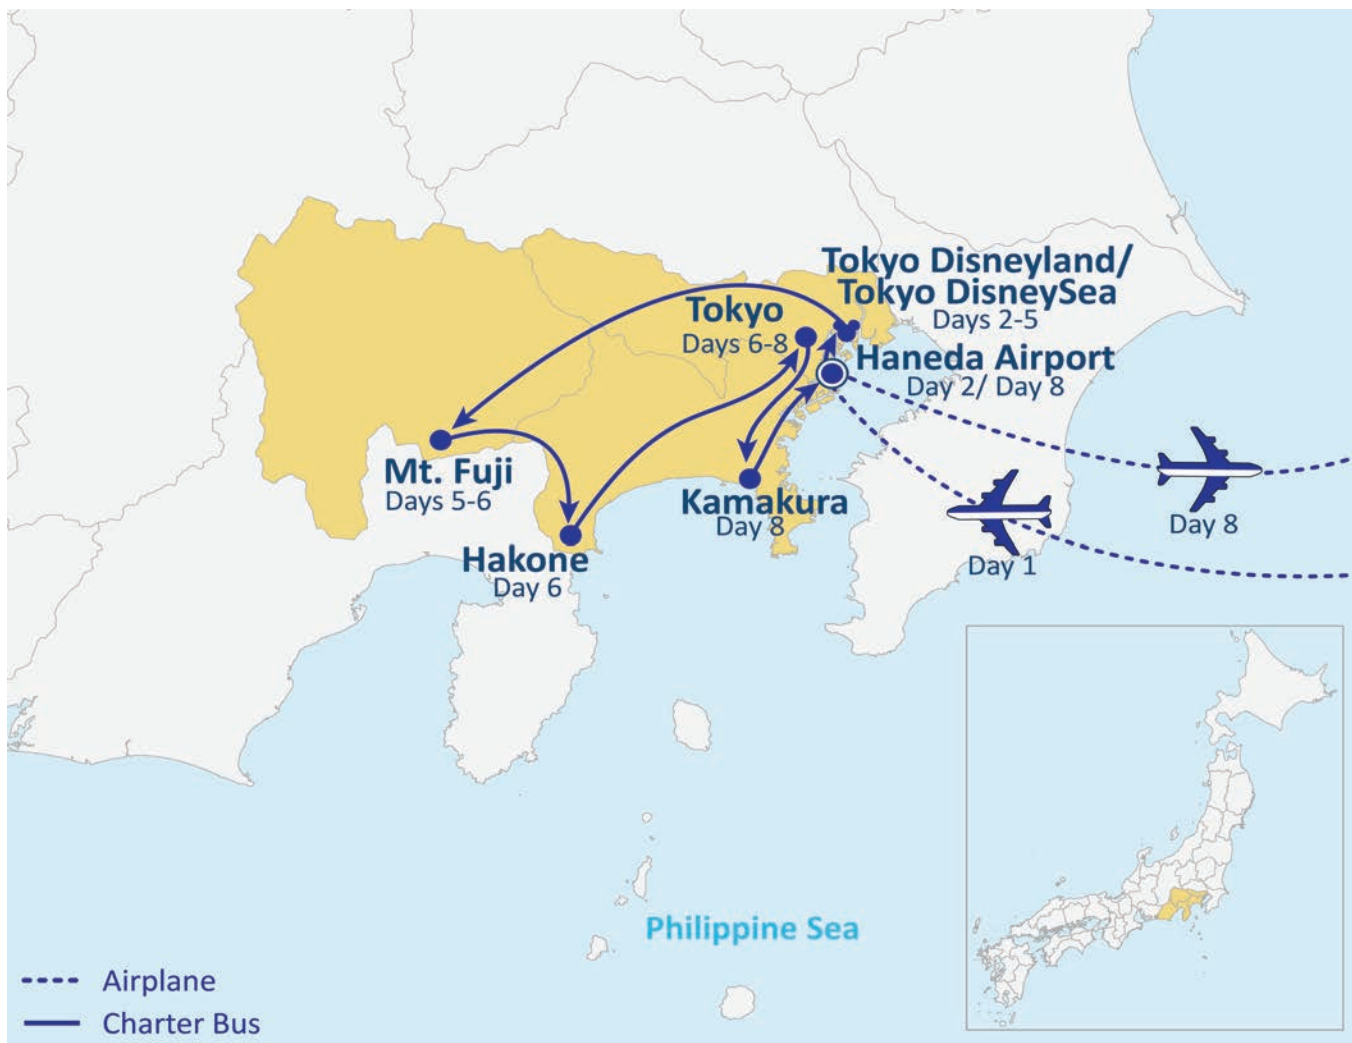 Tokyo Disneyland/
Tokyo DisneySea
Days 2-5
Tokyo
Days 6-8
Haneda Airport
Day 2/ Day 8
Mt. Fuji
Days 5-6
Kamakura
Day 8
Hakone
Day 6
Day 8
Day 1
Philippine Sea
Airplane
Charter Bus